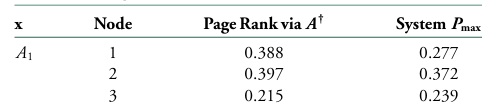 x Node Page Rank via A† System Pmax
A1 1 0.388 0.277
2 0.397 0.372
3 0.215 0.239